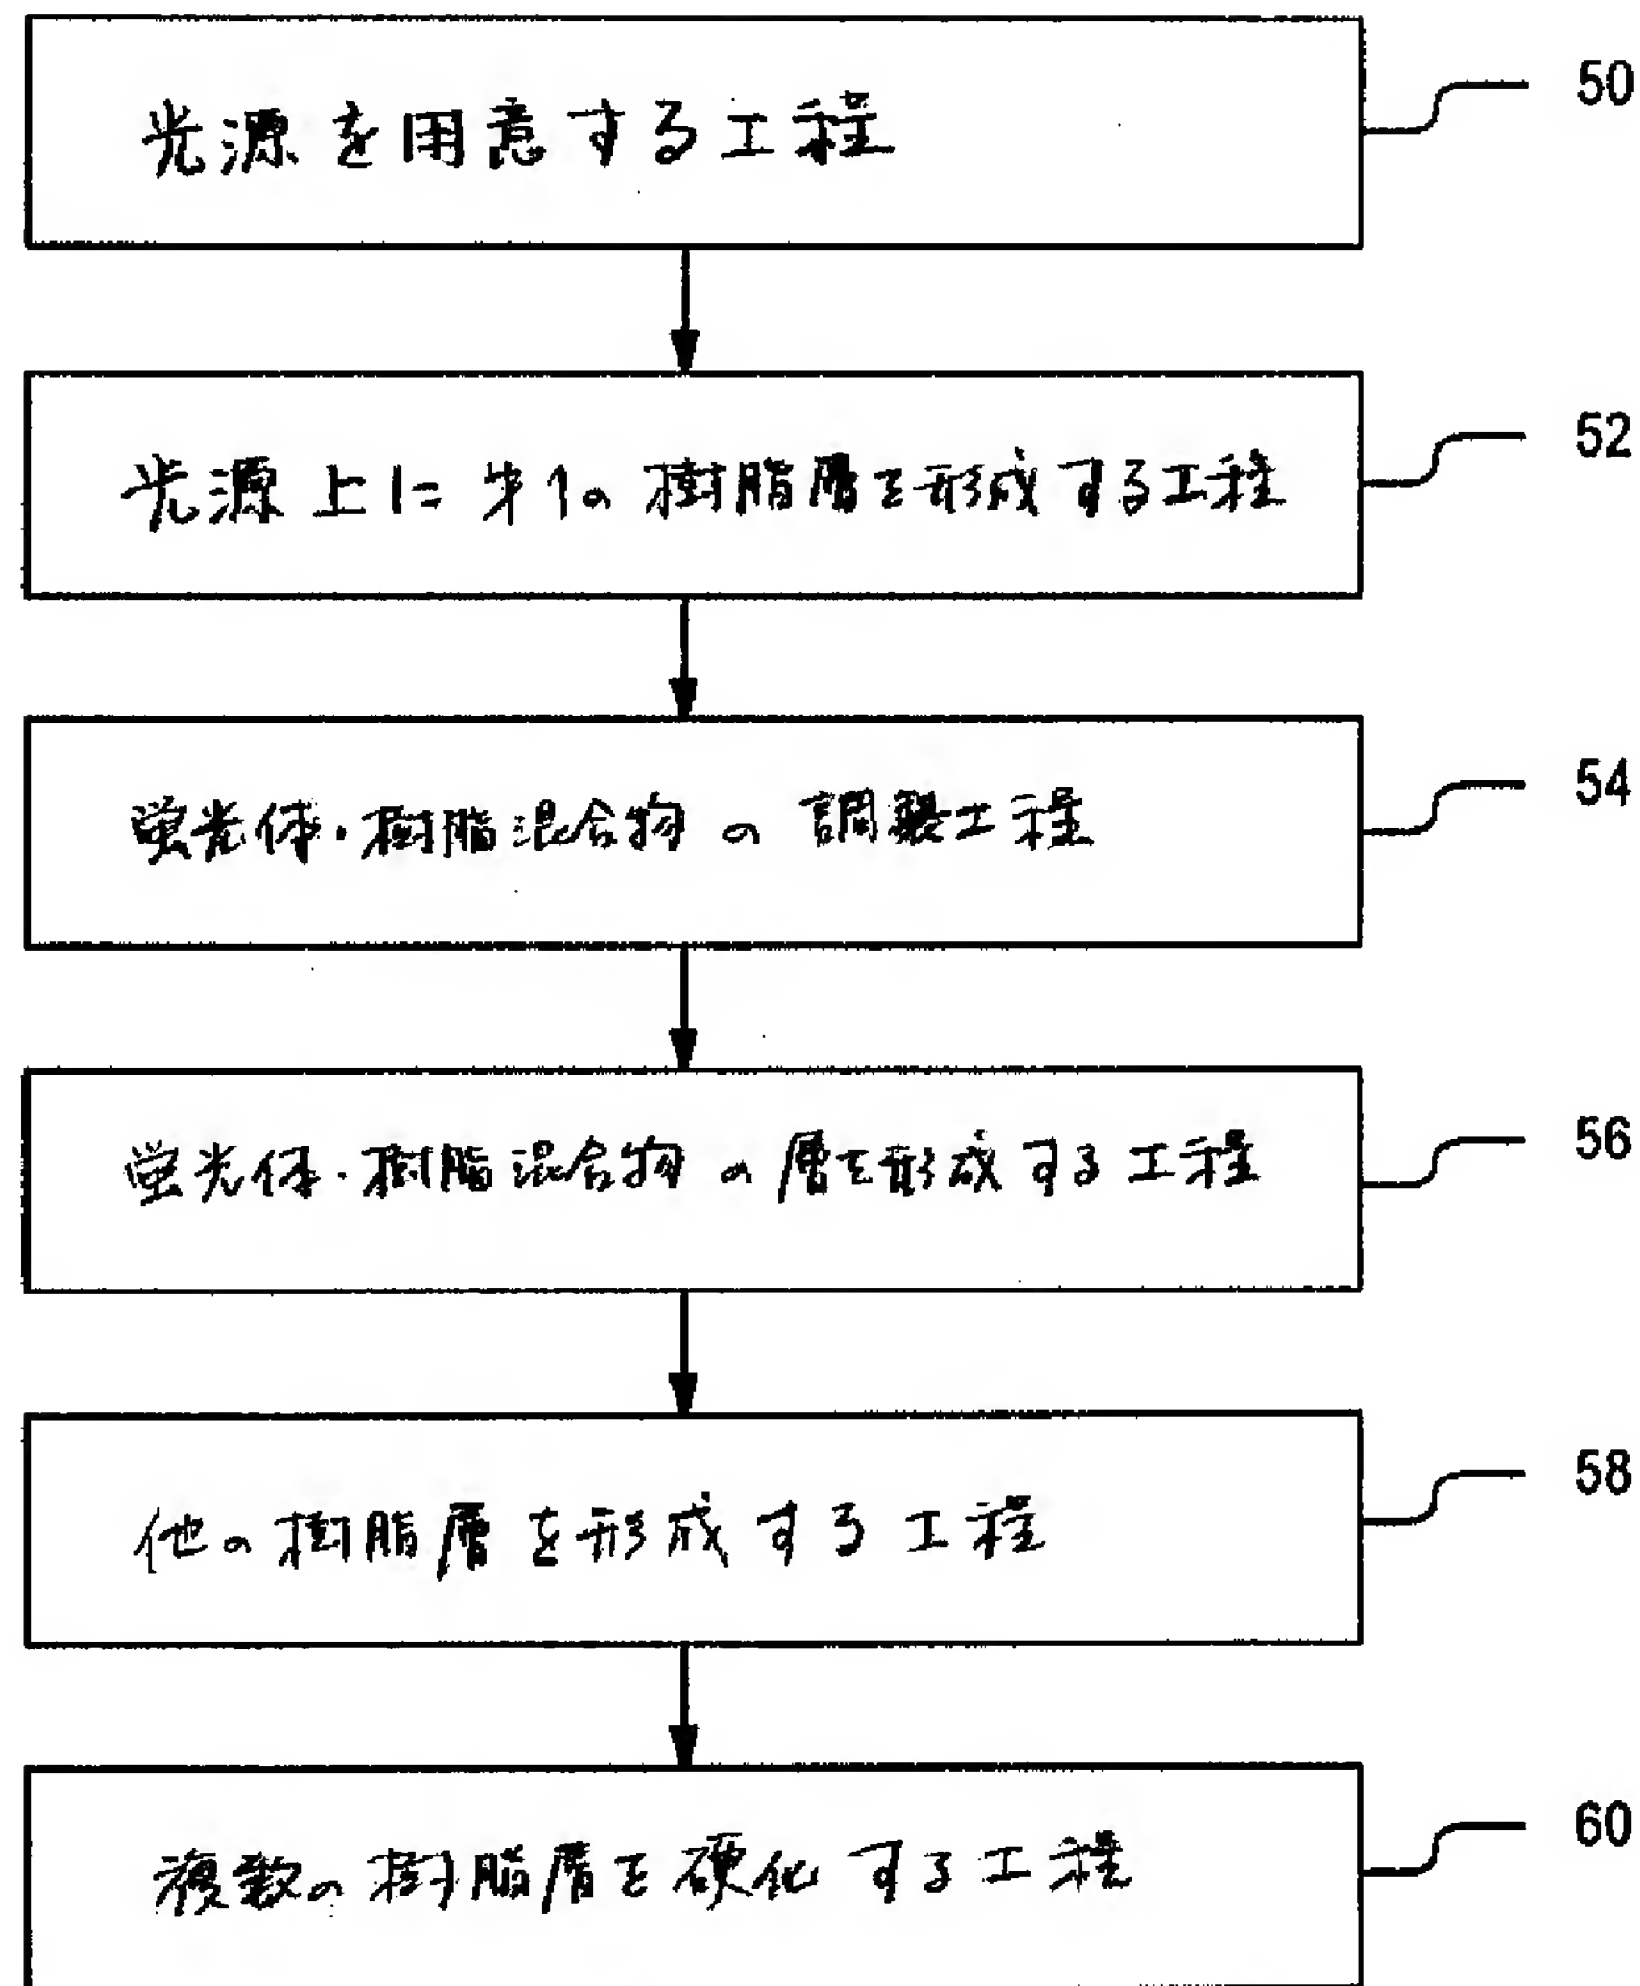 光源を用意する工程
50
光源上に第1の樹脂層を形成する工程
52
蛍光体・樹脂混合物の調製工程
54
蛍光体・樹脂混合物の層を形成する工程
56
他の樹脂層を形成する工程
58
複数の樹脂層を硬化する工程
60